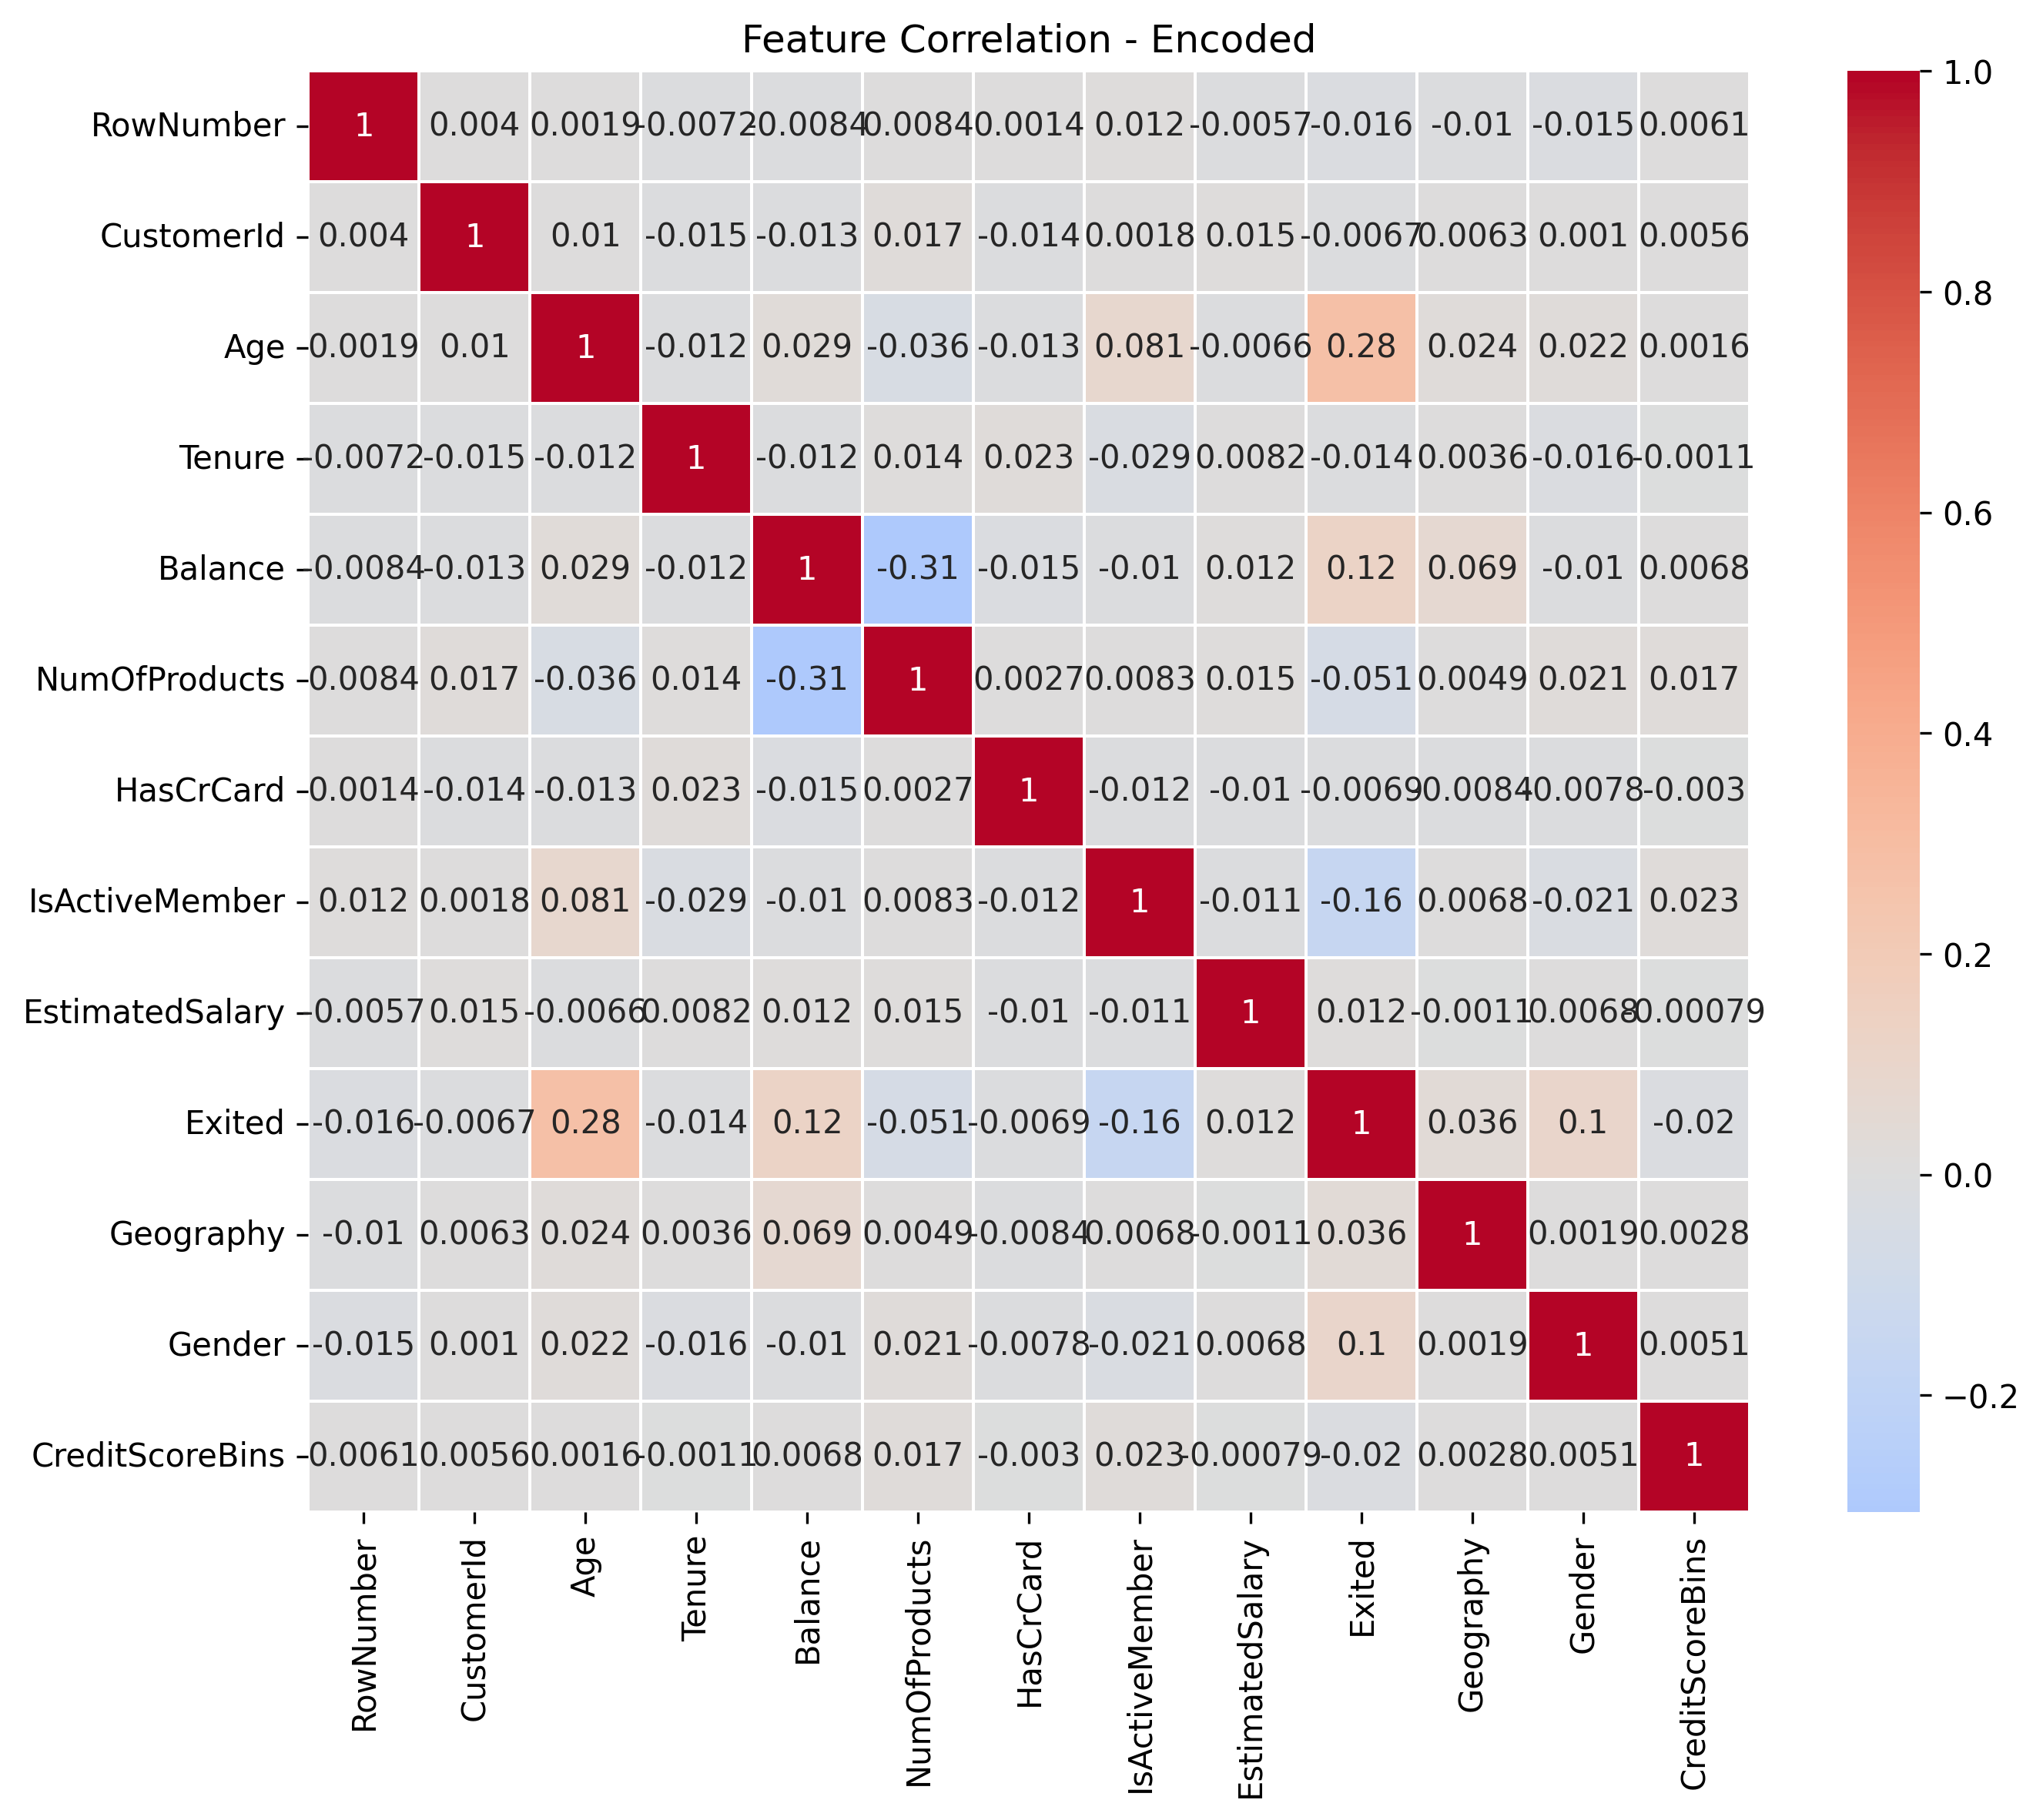 Feature Correlation - Encoded
RowNumber 1 0.004 0.0019 -0.0072 -0.0084 0.0084 0.0014 0.012 -0.0057 -0.016 -0.01 -0.015 0.0061
CustomerId 0.004 1 0.01 -0.015 -0.013 0.017 -0.014 0.0018 0.015 -0.0067 0.0063 0.001 0.0056
Age 0.0019 0.01 1 -0.012 0.029 -0.036 -0.013 0.081 -0.0066 0.28 0.024 0.022 0.0016
Tenure -0.0072 -0.015 -0.012 1 -0.012 0.014 0.023 -0.029 0.0082 -0.014 0.0036 -0.016 -0.0011
Balance -0.0084 -0.013 0.029 -0.012 1 -0.31 -0.015 -0.01 0.012 0.12 0.069 -0.01 0.0068
NumOfProducts 0.0084 0.017 -0.036 0.014 -0.31 1 0.0027 0.0083 0.015 -0.051 0.0049 0.021 0.017
HasCrCard 0.0014 -0.014 -0.013 0.023 -0.015 0.0027 1 -0.012 -0.01 -0.0069 -0.0084 -0.0078 -0.003
IsActiveMember 0.012 0.0018 0.081 -0.029 -0.01 0.0083 -0.012 1 -0.011 -0.16 0.0068 -0.021 0.023
EstimatedSalary -0.0057 0.015 -0.0066 0.0082 0.012 0.015 -0.01 -0.011 1 0.012 -0.0011 0.0068 -0.00079
Exited -0.016 -0.0067 0.28 -0.014 0.12 -0.051 -0.0069 -0.16 0.012 1 0.036 0.1 -0.02
Geography -0.01 0.0063 0.024 0.0036 0.069 0.0049 -0.0084 0.0068 -0.0011 0.036 1 0.0019 0.0028
Gender -0.015 0.001 0.022 -0.016 -0.01 0.021 -0.0078 -0.021 0.0068 0.1 0.0019 1 0.0051
CreditScoreBins 0.0061 0.0056 0.0016 -0.0011 0.0068 0.017 -0.003 0.023 -0.00079 -0.02 0.0028 0.0051 1
RowNumber
CustomerId
Age
Tenure
Balance
NumOfProducts
HasCrCard
IsActiveMember
EstimatedSalary
Exited
Geography
Gender
CreditScoreBins
1.0
0.8
0.6
0.4
0.2
0.0
−0.2